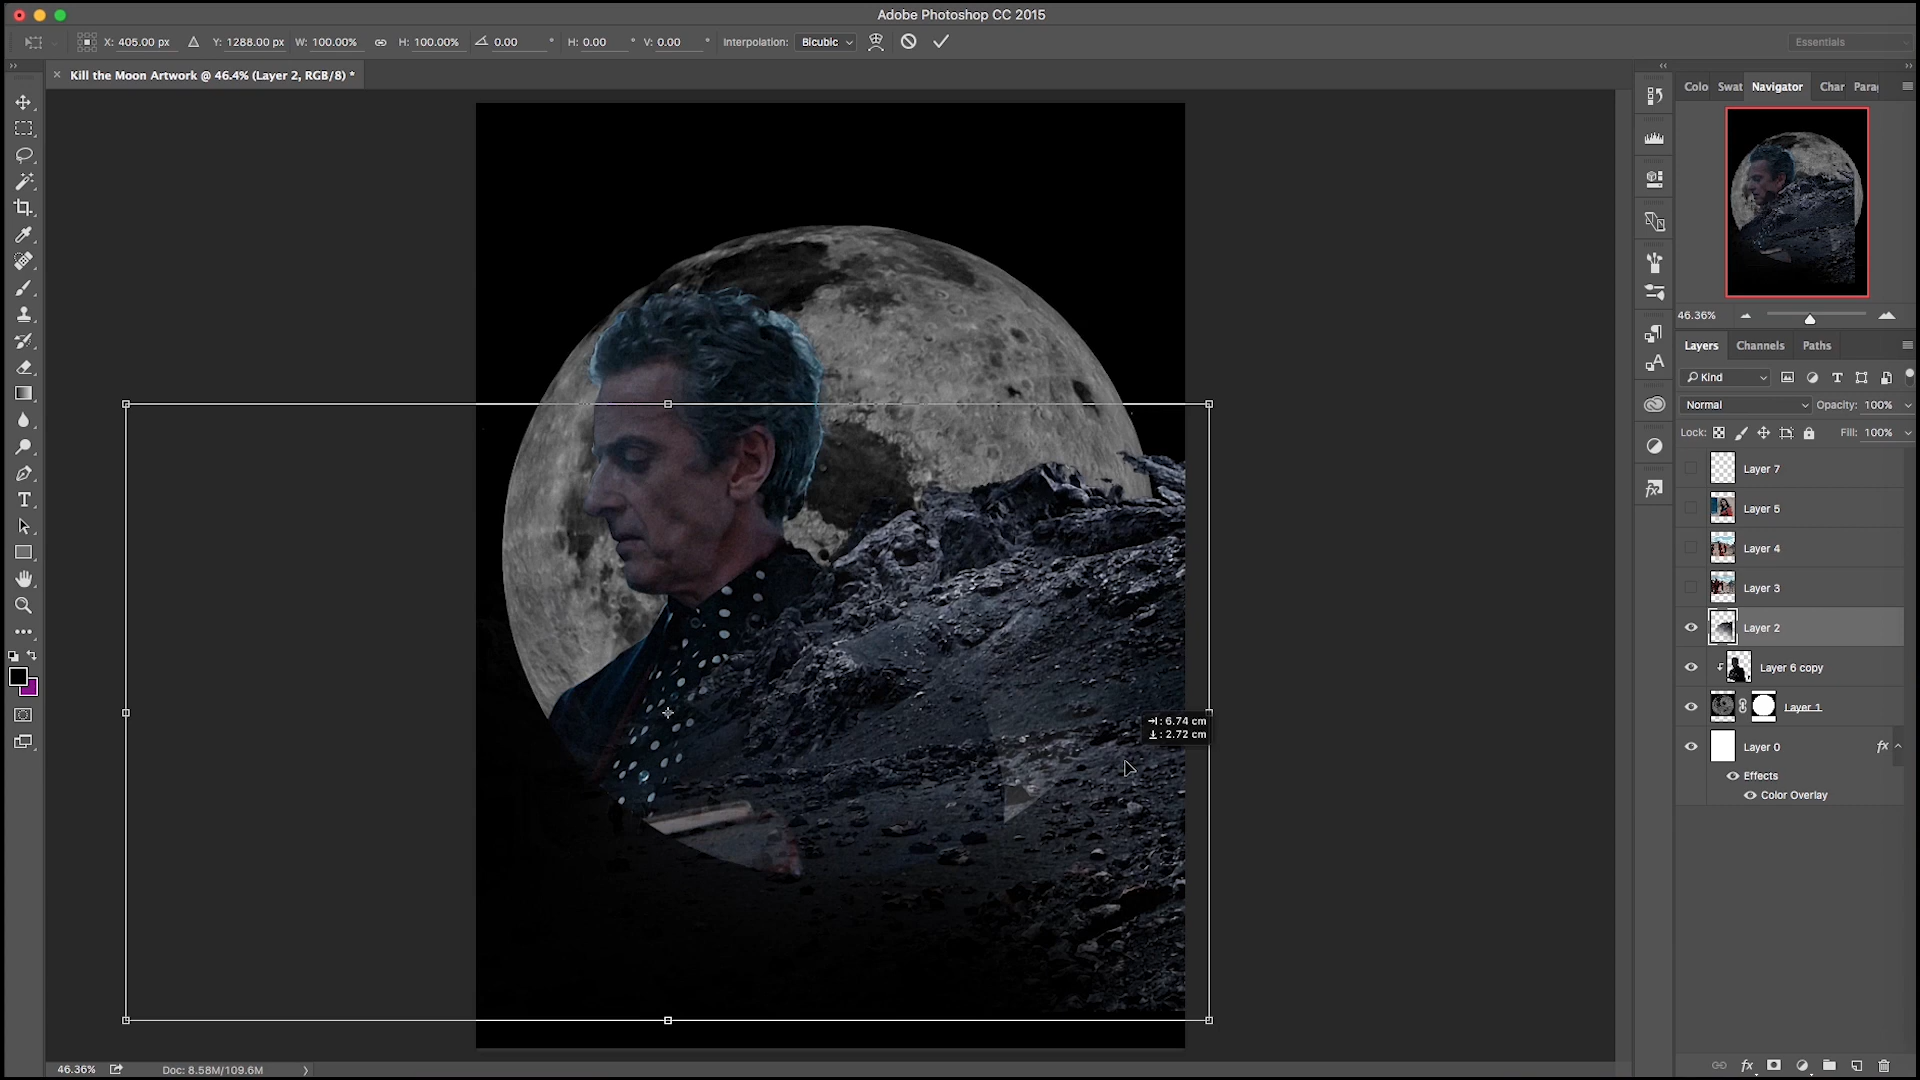 Adobe Photoshop CC 2015
X: 405.00 px Y: 1288.00 px W: 100.00% H: 100.00% 0.00 ° H: 0.00 ° V: 0.00 ° Interpolation: Bicubic Essentials
× Kill the Moon Artwork @ 46.4% (Layer 2, RGB/8) *
Colo Swat Navigator Char Para
46.36%
Layers Channels Paths
Kind
Normal Opacity: 100%
Lock: Fill: 100%
Layer 7
Layer 5
Layer 4
Layer 3
Layer 2
Layer 6 copy
Layer 1
Layer 0 fx
Effects
Color Overlay
: 6.74 cm
: 2.72 cm
46.36% Doc: 8.58M/109.6M
fx